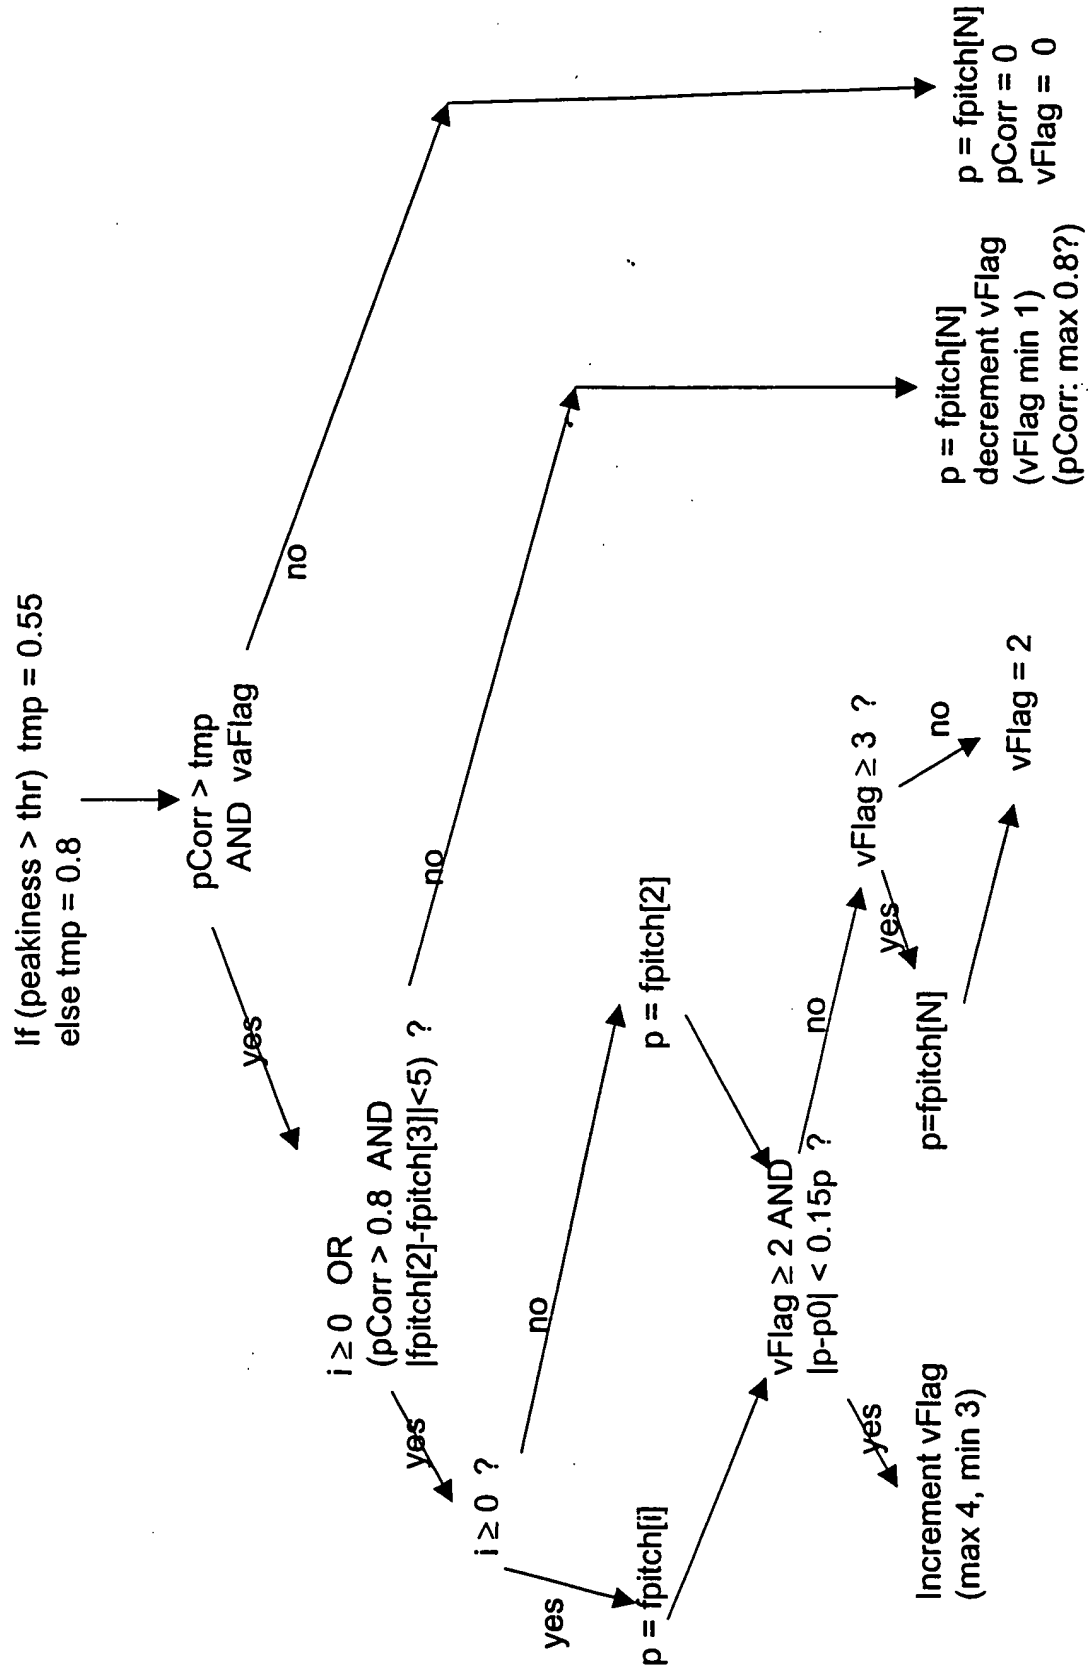 If (peakiness > thr) tmp = 0.55
else tmp = 0.8
pCorr > tmp
AND vaFlag
yes
no
i ≥ 0 OR
(pCorr > 0.8 AND
|fpitch[2]-fpitch[3]|<5) ?
yes
no
i ≥ 0 ?
yes
no
p = fpitch[i]
p = fpitch[2]
vFlag ≥ 2 AND
|p-p0| < 0.15p ?
yes
no
Increment vFlag
(max 4, min 3)
vFlag ≥ 3 ?
yes
no
p=fpitch[N]
vFlag = 2
p = fpitch[N]
decrement vFlag
(vFlag min 1)
(pCorr: max 0.8?)
p = fpitch[N]
pCorr = 0
vFlag = 0